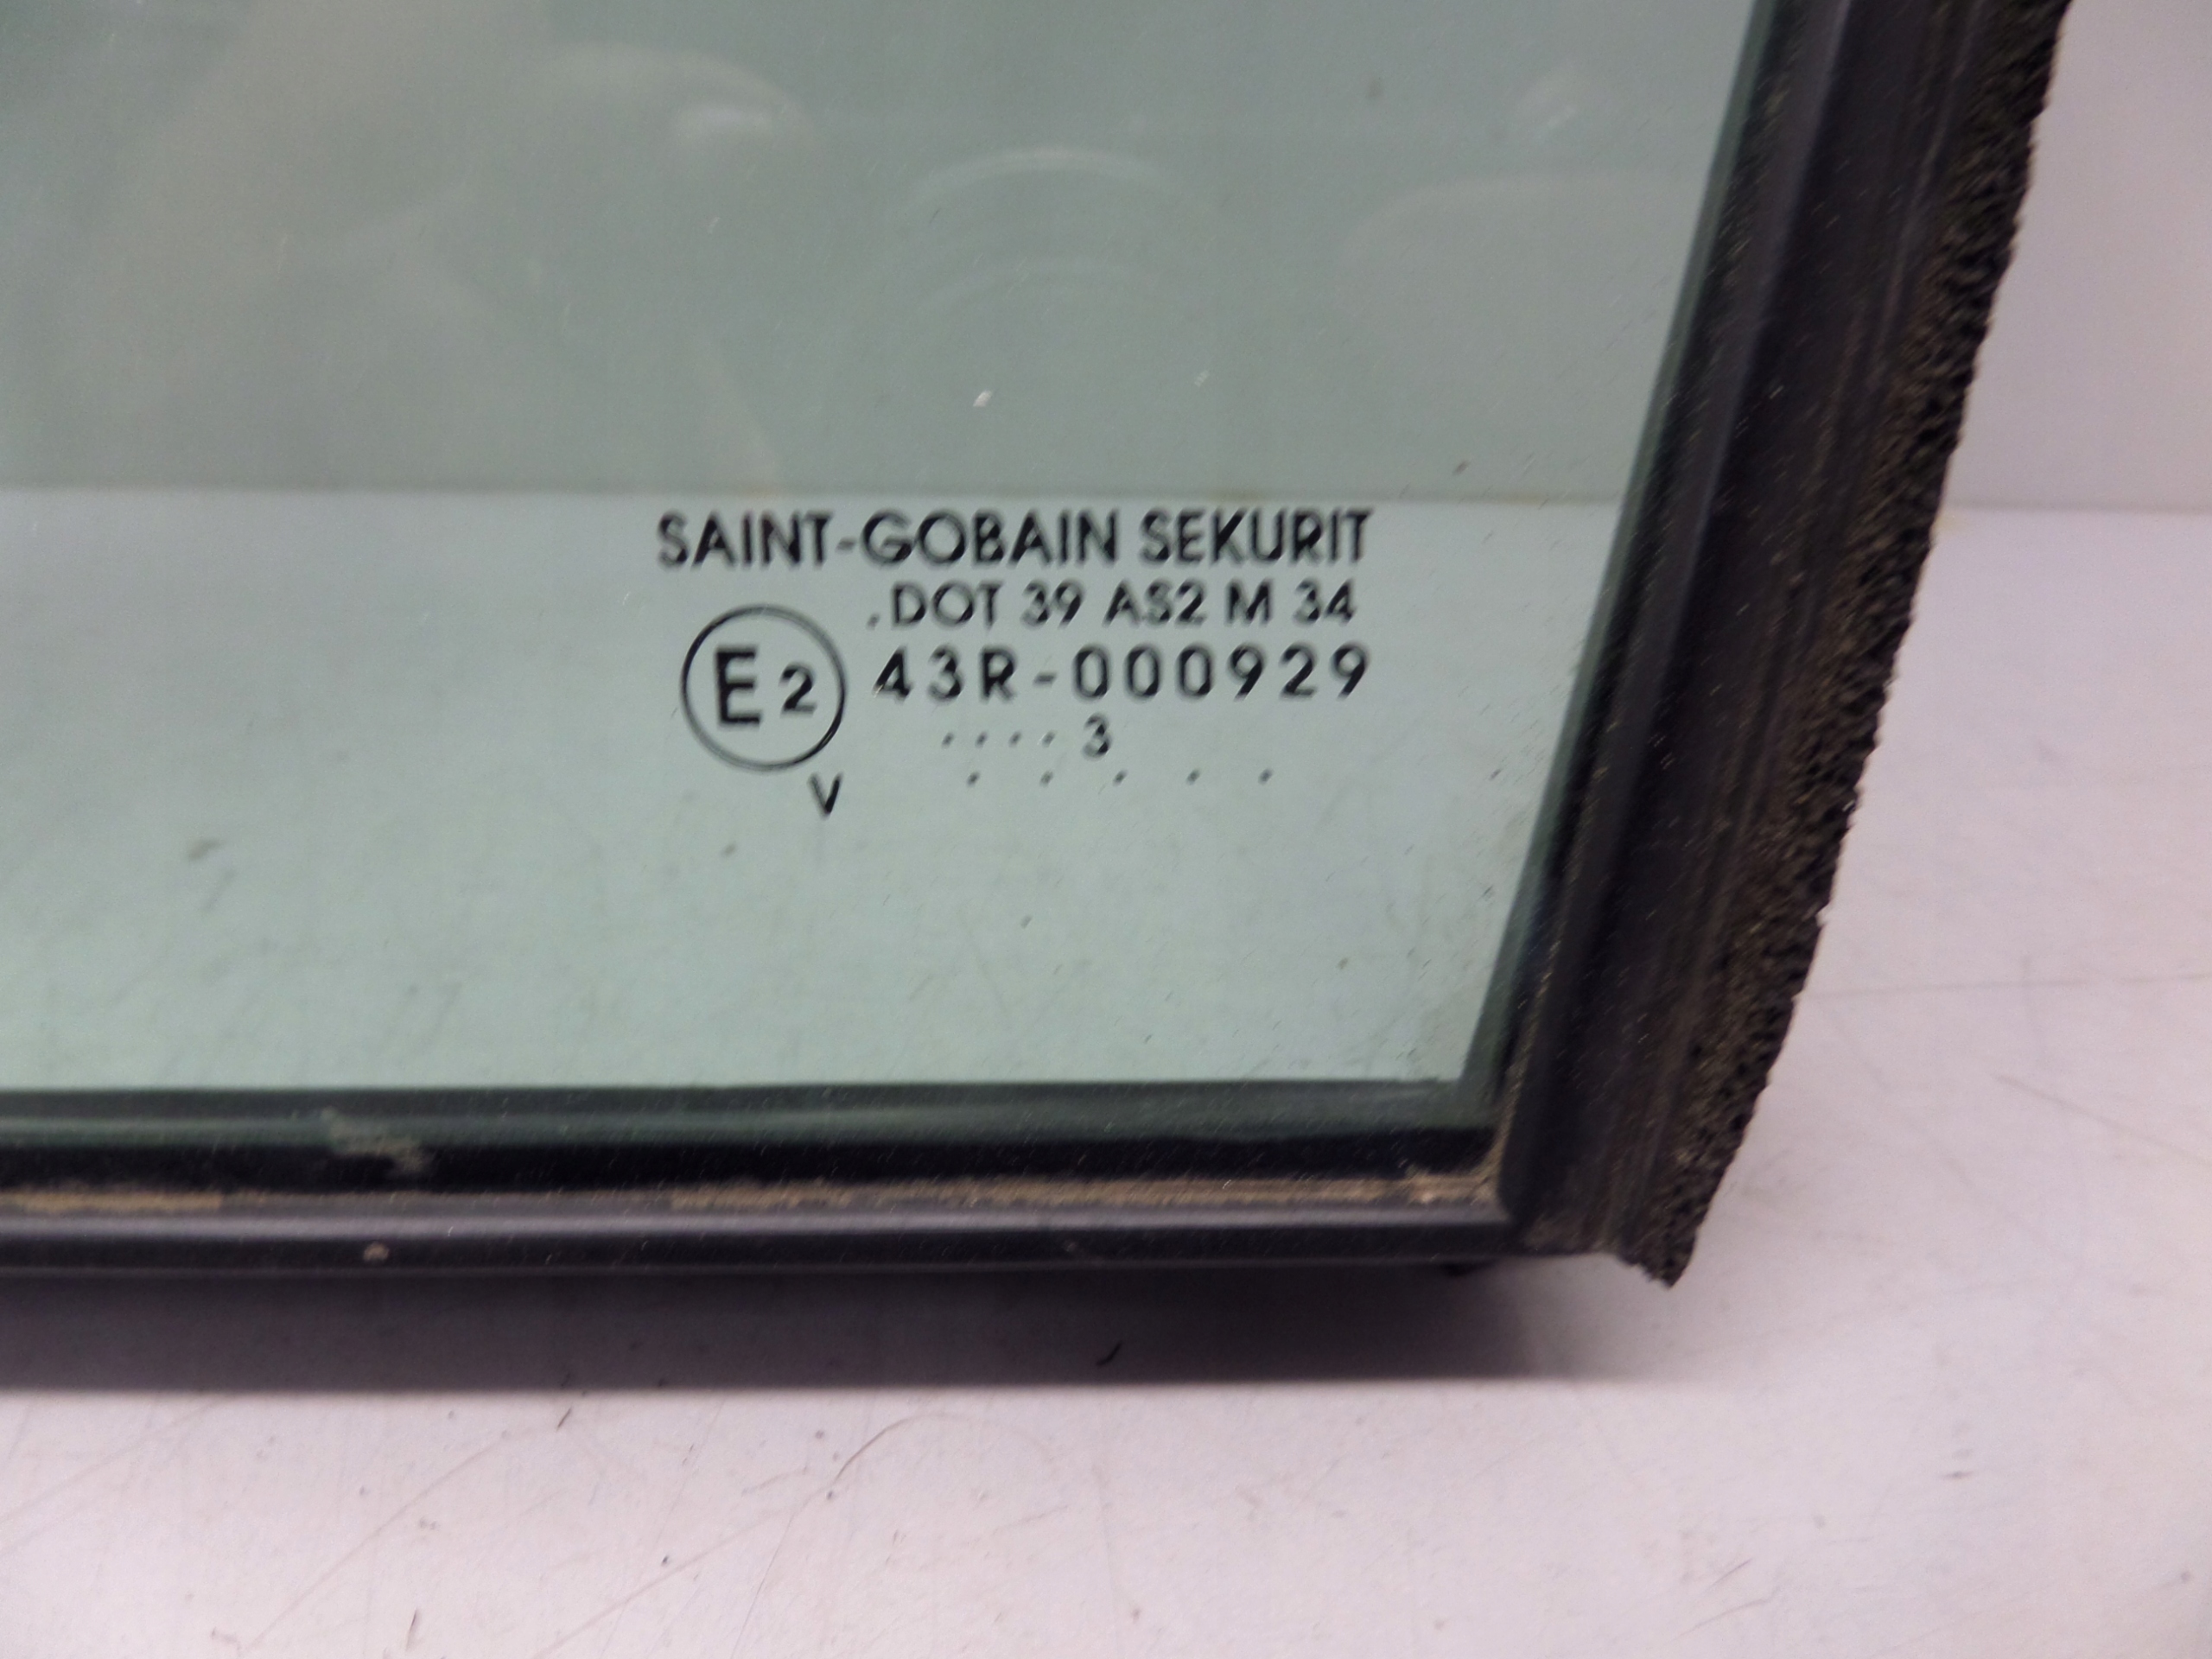 SAINT-GOBAIN SEKURIT
.DOT 39 AS2 M 34
E2 43R-000929
.... 3
V . . . . .